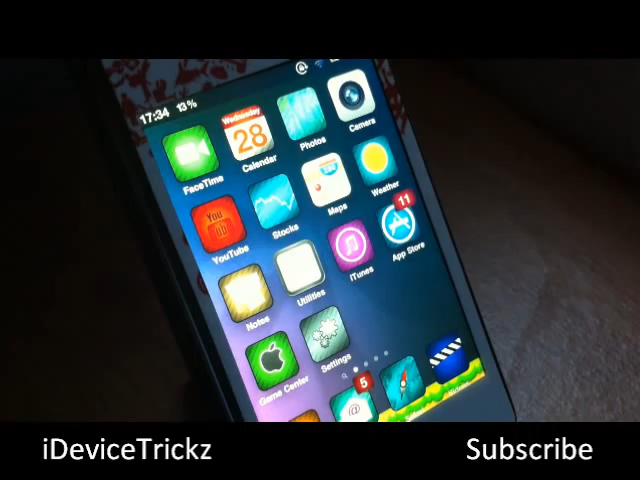 17:34 13%
Wednesday
28
FaceTime
Calendar
Photos
Camera
You
YouTube
Stocks
Maps
Weather
11
Notes
Utilities
iTunes
App Store
Game Center
Settings
5
@
iDeviceTrickz
Subscribe